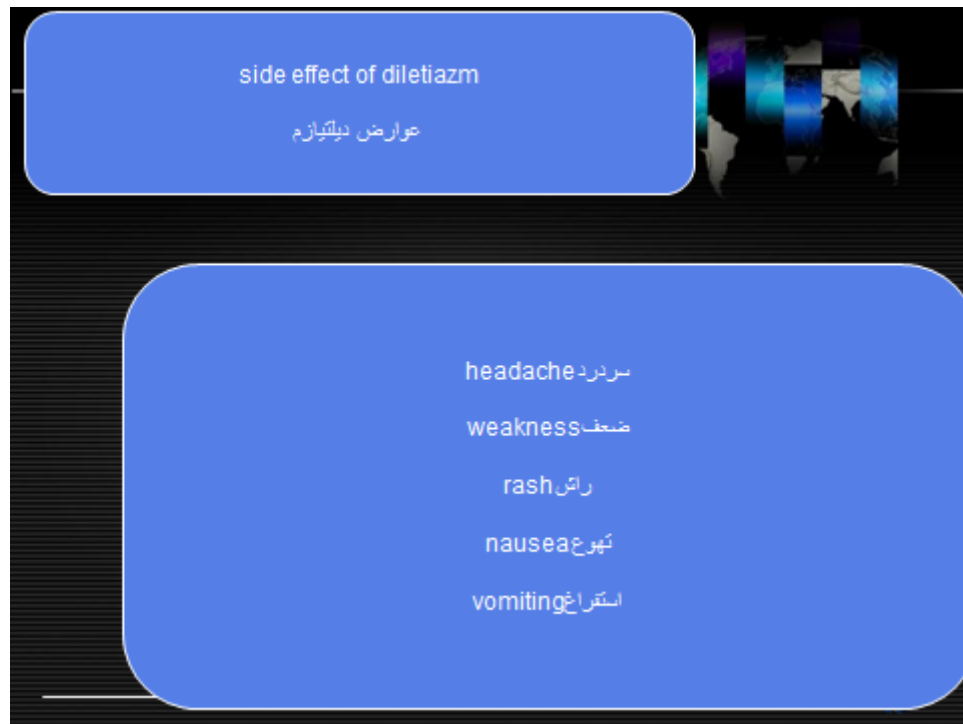 side effect of diletiazm
عوارض دیلتیازم
headacheسردرد
weaknessضعف
rashراش
nauseaتهوع
vomitingاستفراغ